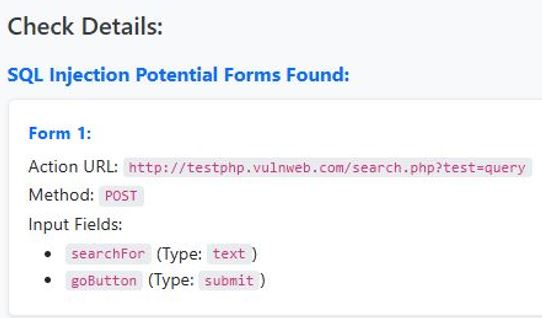 Check Details:
SQL Injection Potential Forms Found:
Form 1:
Action URL: http://testphp.vulnweb.com/search.php?test=query
Method: POST
Input Fields:
• searchFor (Type: text)
• goButton (Type: submit)